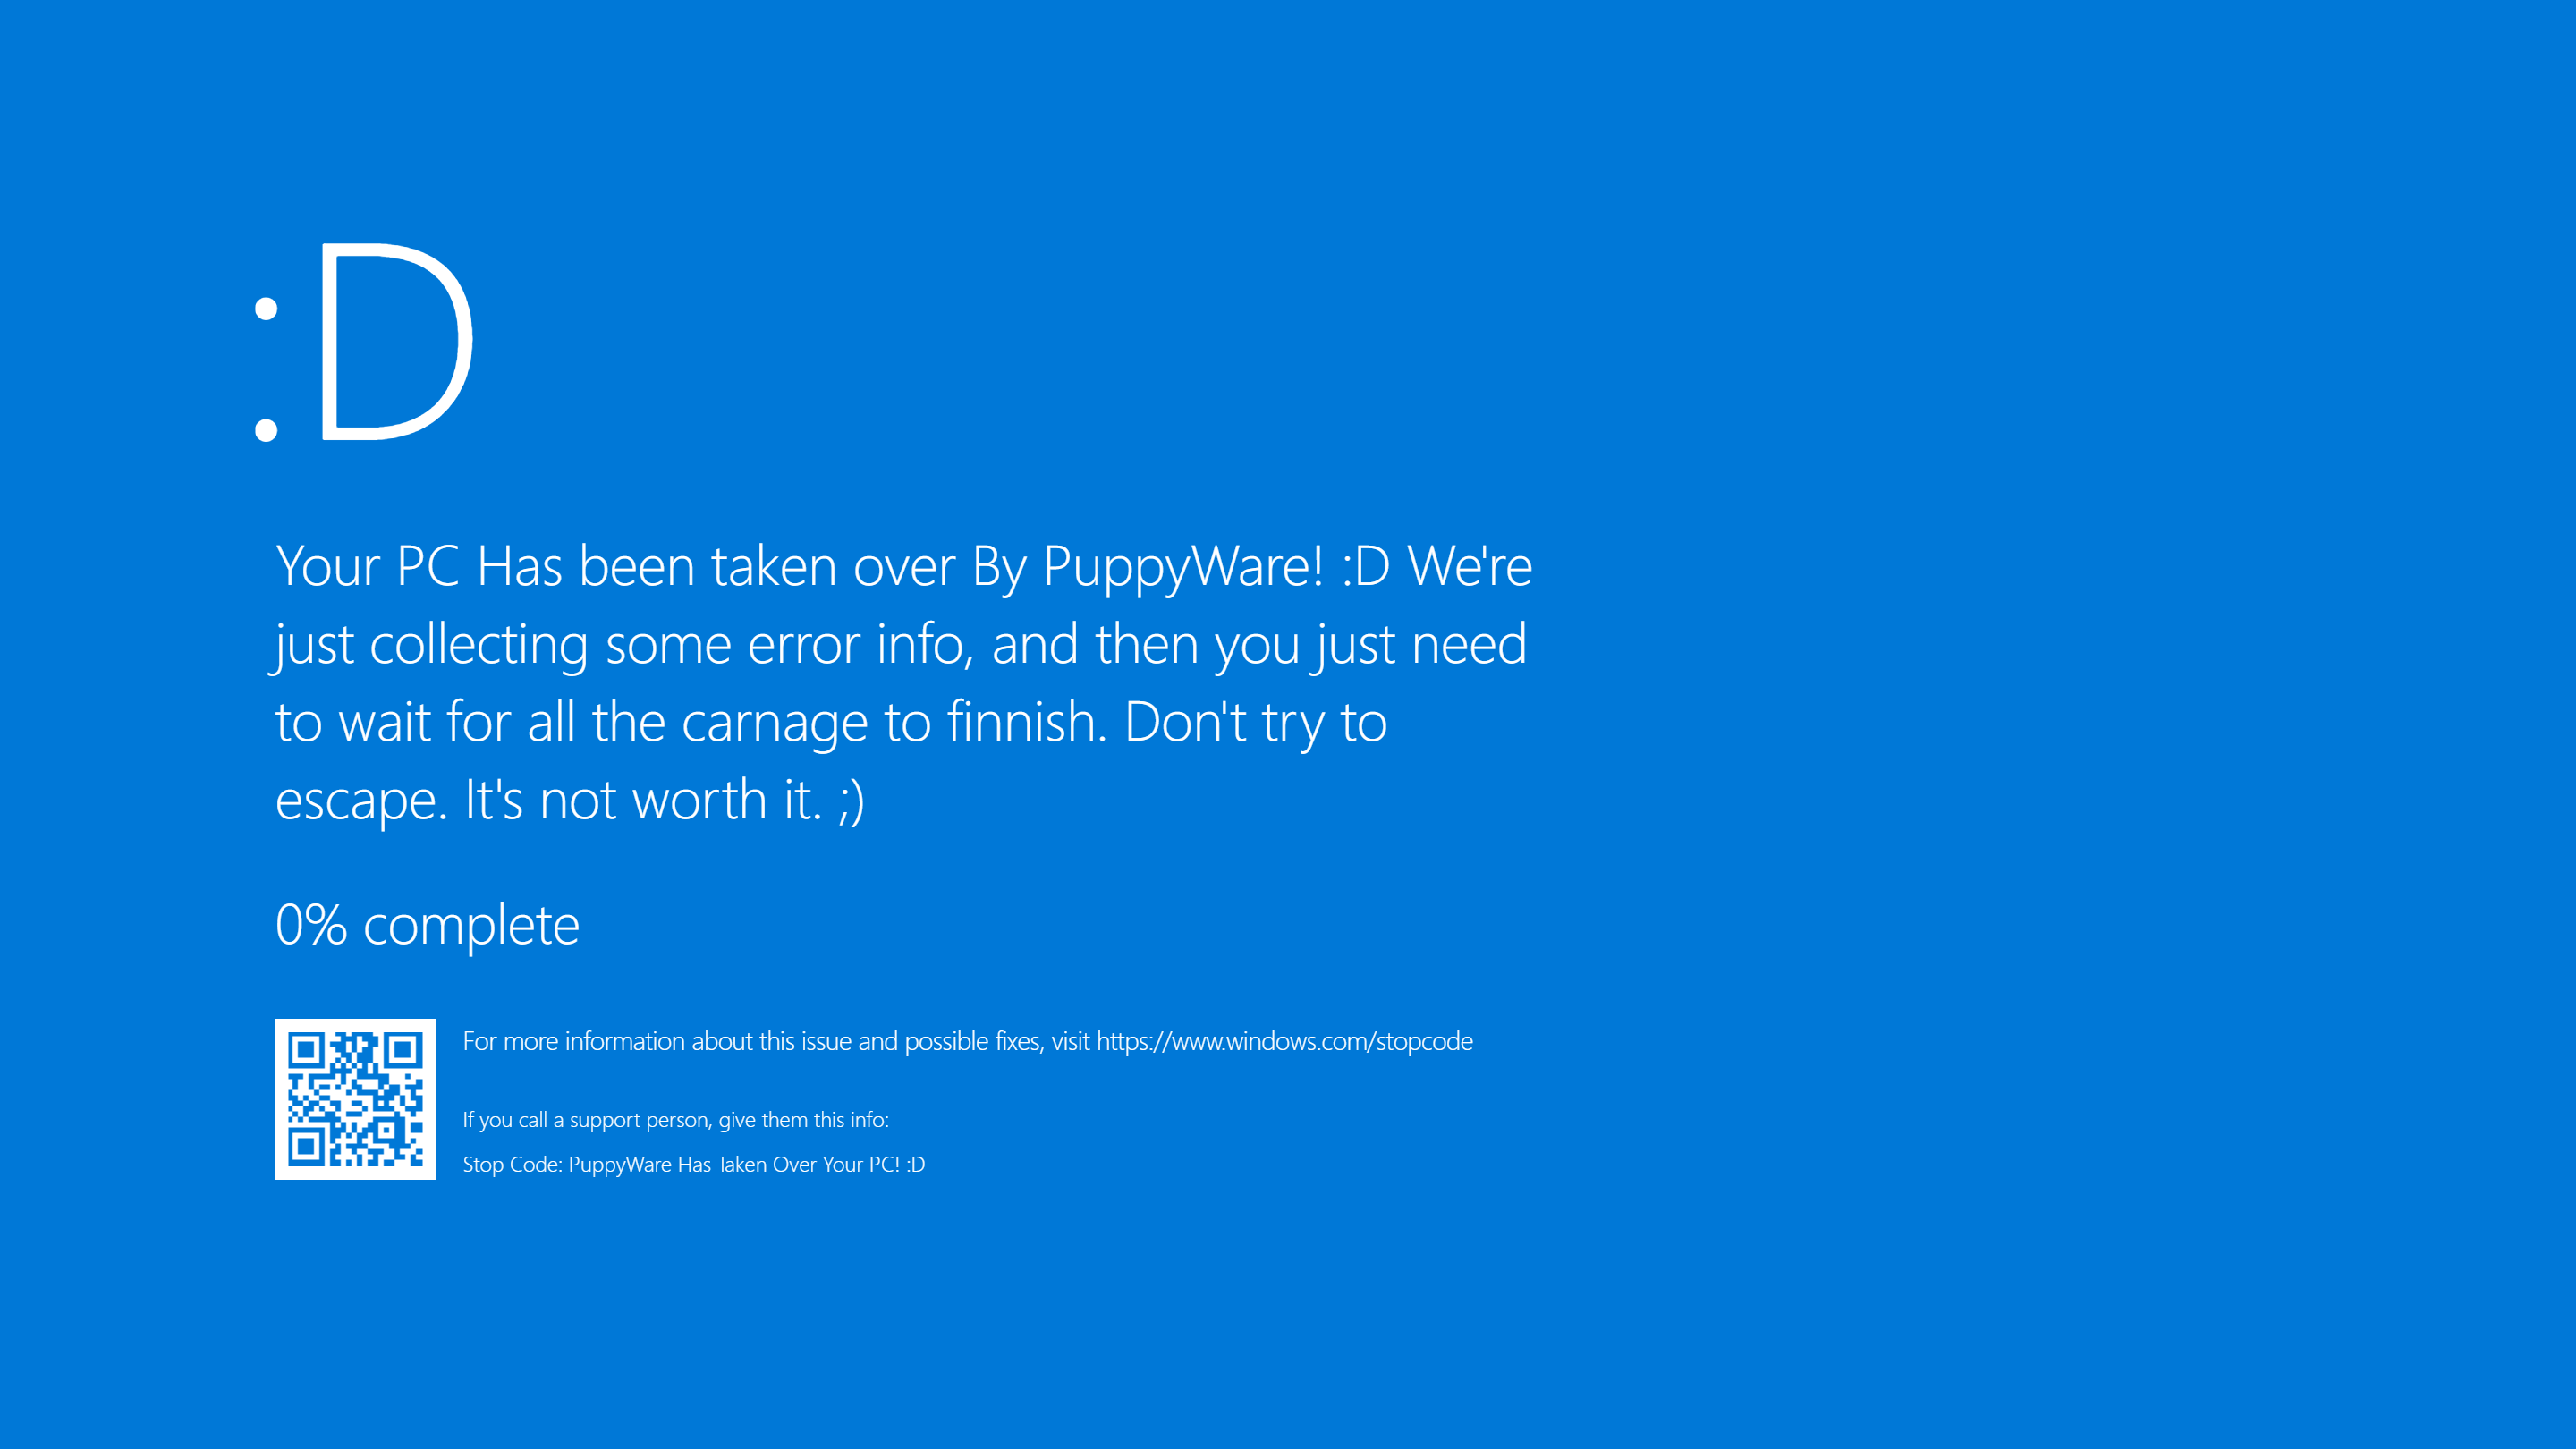 :D
Your PC Has been taken over By PuppyWare! :D We're
just collecting some error info, and then you just need
to wait for all the carnage to finnish. Don't try to
escape. It's not worth it. ;)
0% complete
For more information about this issue and possible fixes, visit https://www.windows.com/stopcode
If you call a support person, give them this info:
Stop Code: PuppyWare Has Taken Over Your PC! :D